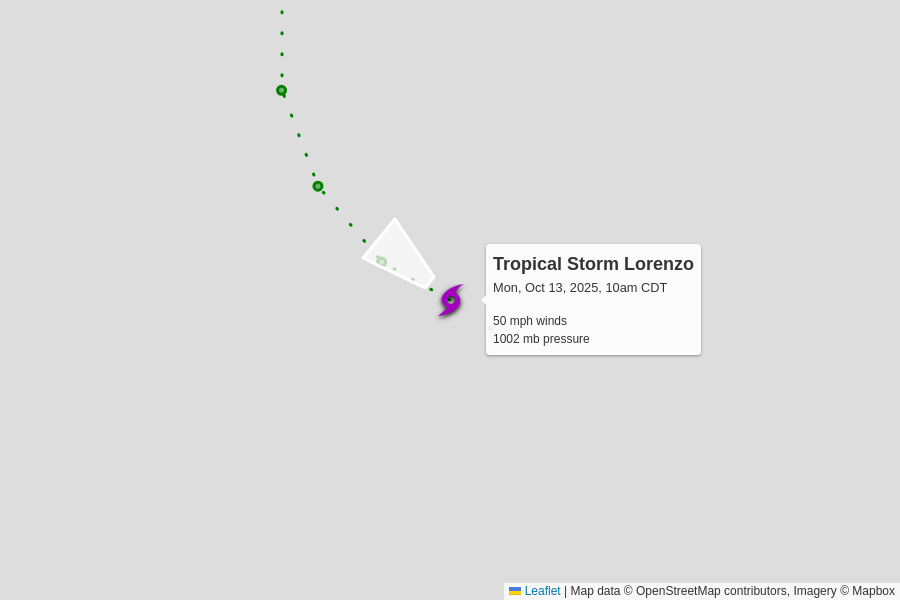 Tropical Storm Lorenzo
Mon, Oct 13, 2025, 10am CDT
50 mph winds
1002 mb pressure
Leaflet | Map data © OpenStreetMap contributors, Imagery © Mapbox